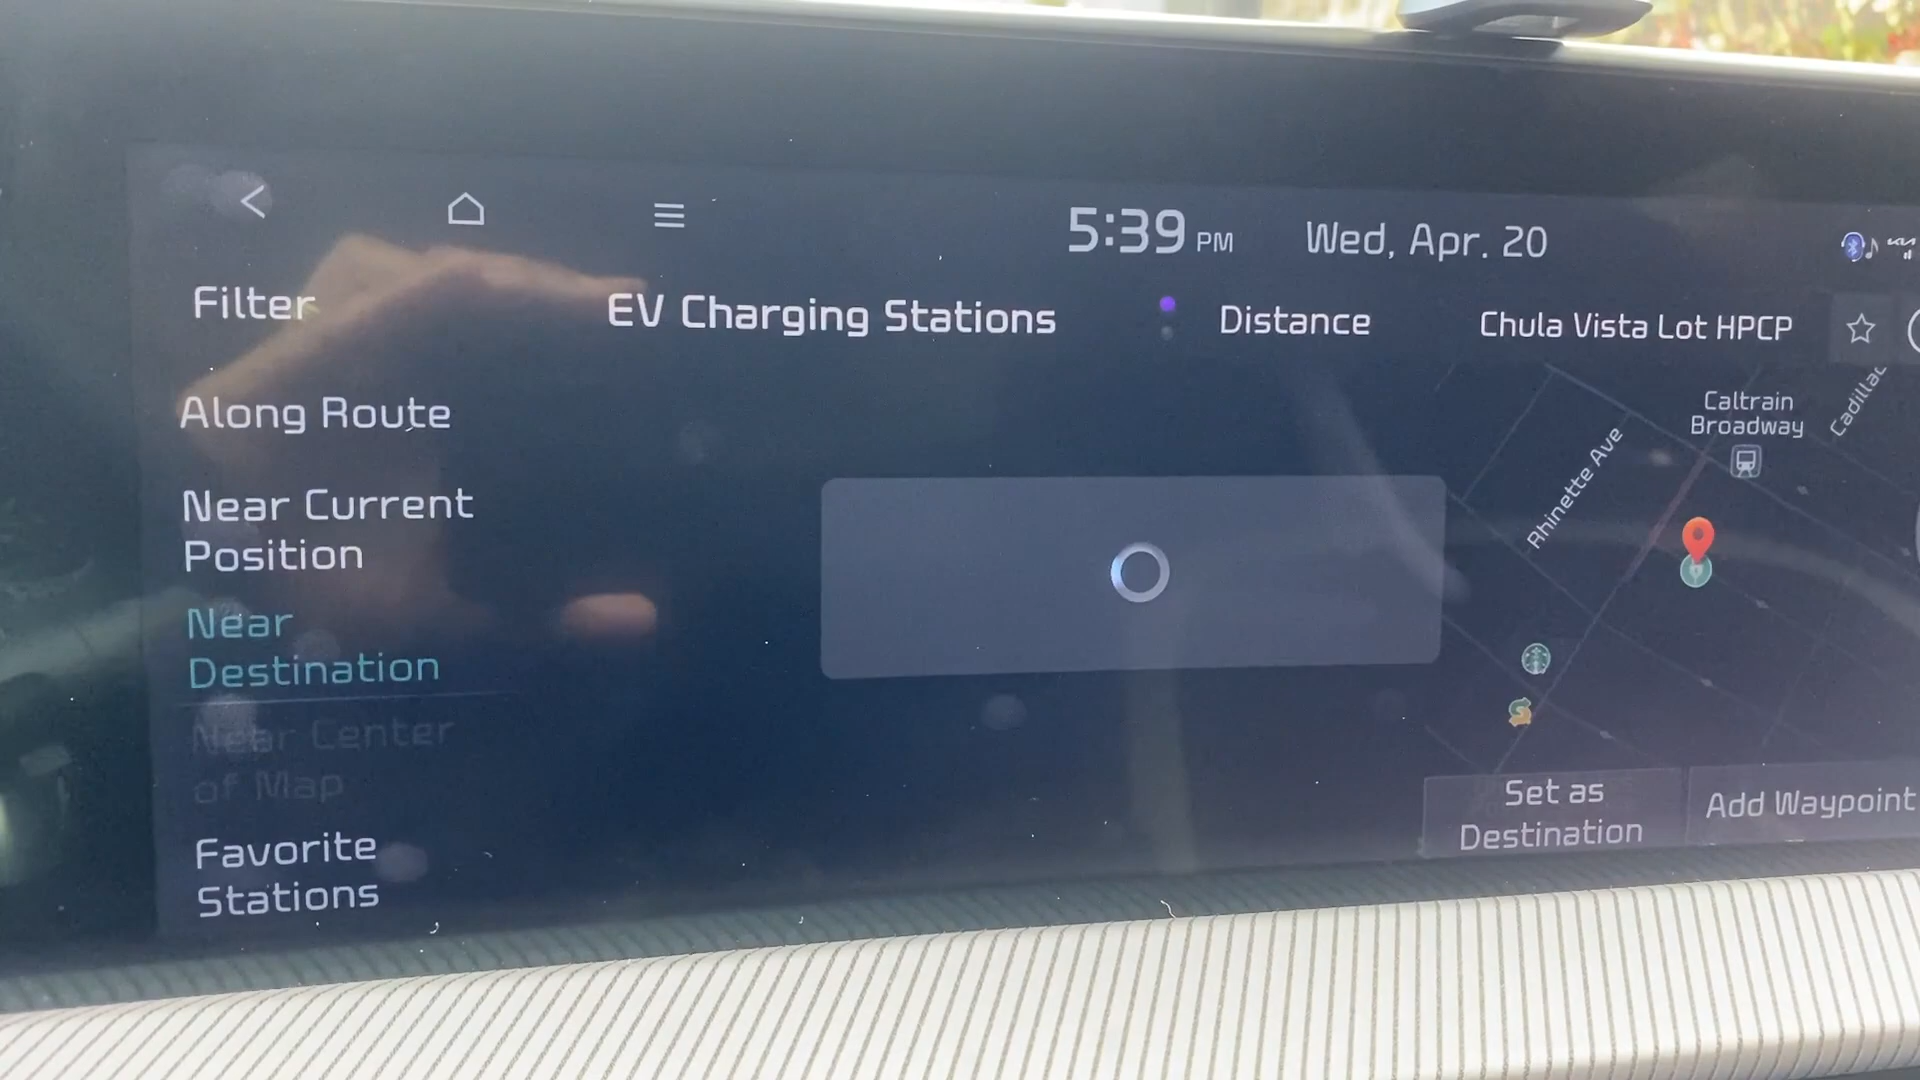 5:39 PM
Wed, Apr. 20
Filter
EV Charging Stations
Distance
Chula Vista Lot HPCP
Along Route
Near Current
Position
Near
Destination
Near Center
of Map
Favorite
Stations
Caltrain
Broadway
Cadillac
Rhinette Ave
Set as
Destination
Add Waypoint